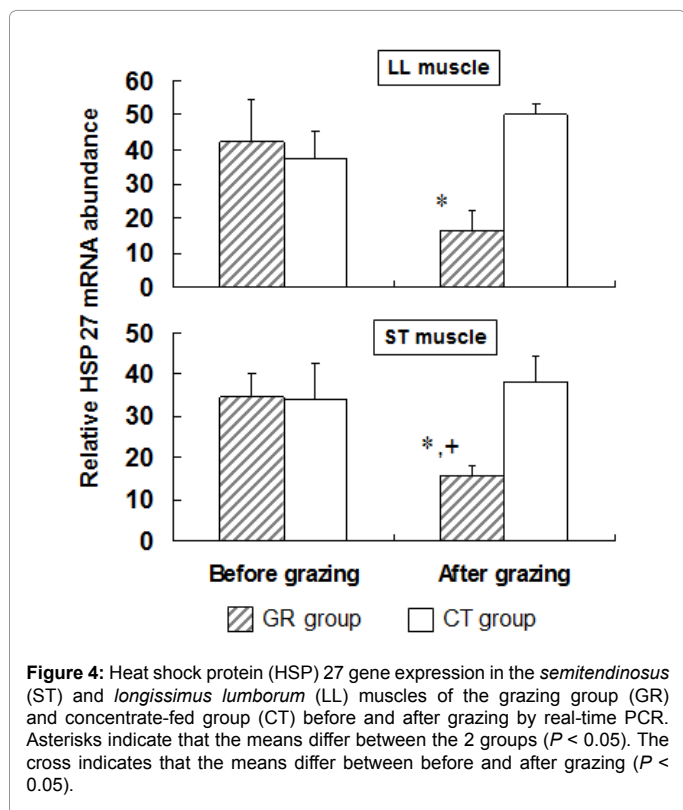 LL muscle
60
50
40
30
20
10
0
*
ST muscle
50
40
30
20
10
0
*,+
Relative HSP 27 mRNA abundance
Before grazing After grazing
GR group CT group
Figure 4: Heat shock protein (HSP) 27 gene expression in the semitendinosus
(ST) and longissimus lumborum (LL) muscles of the grazing group (GR)
and concentrate-fed group (CT) before and after grazing by real-time PCR.
Asterisks indicate that the means differ between the 2 groups (P < 0.05). The
cross indicates that the means differ between before and after grazing (P <
0.05).